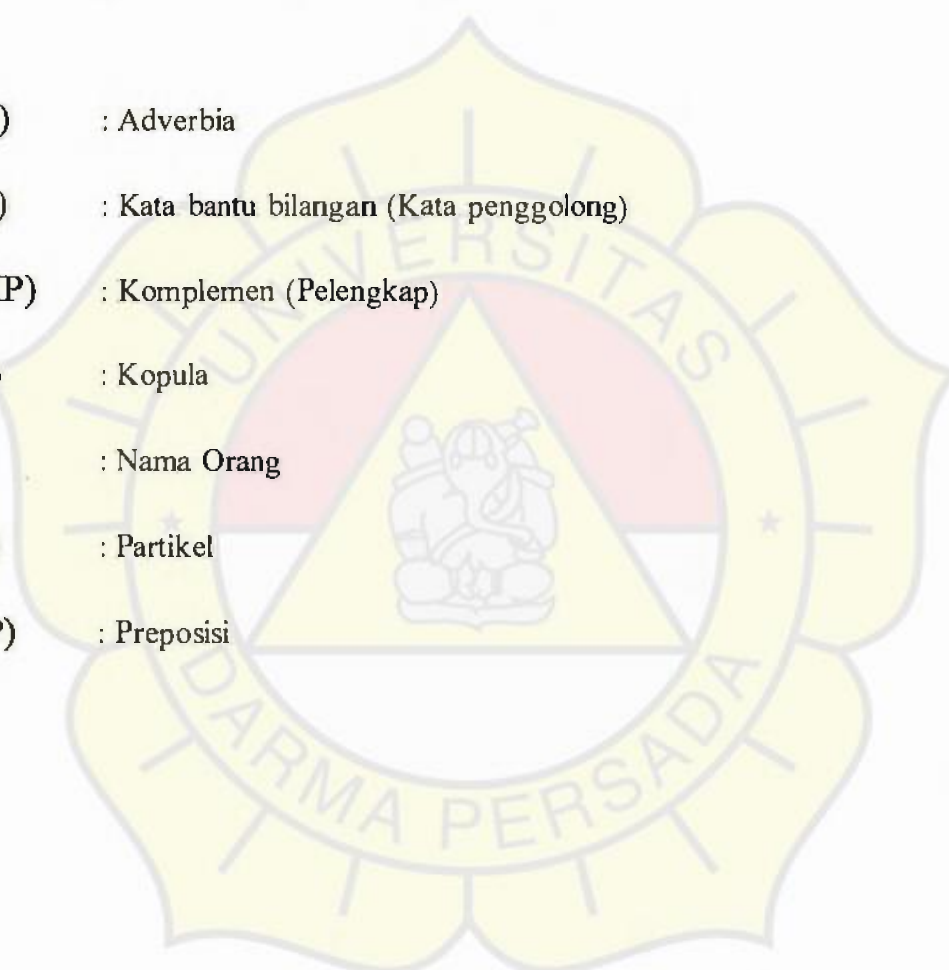 ) : Adverbia
) : Kata bantu bilangan (Kata penggolong)
P) : Komplemen (Pelengkap)
: Kopula
: Nama Orang
: Partikel
) : Preposisi
UNIVERSITAS
DARMA PERSADA